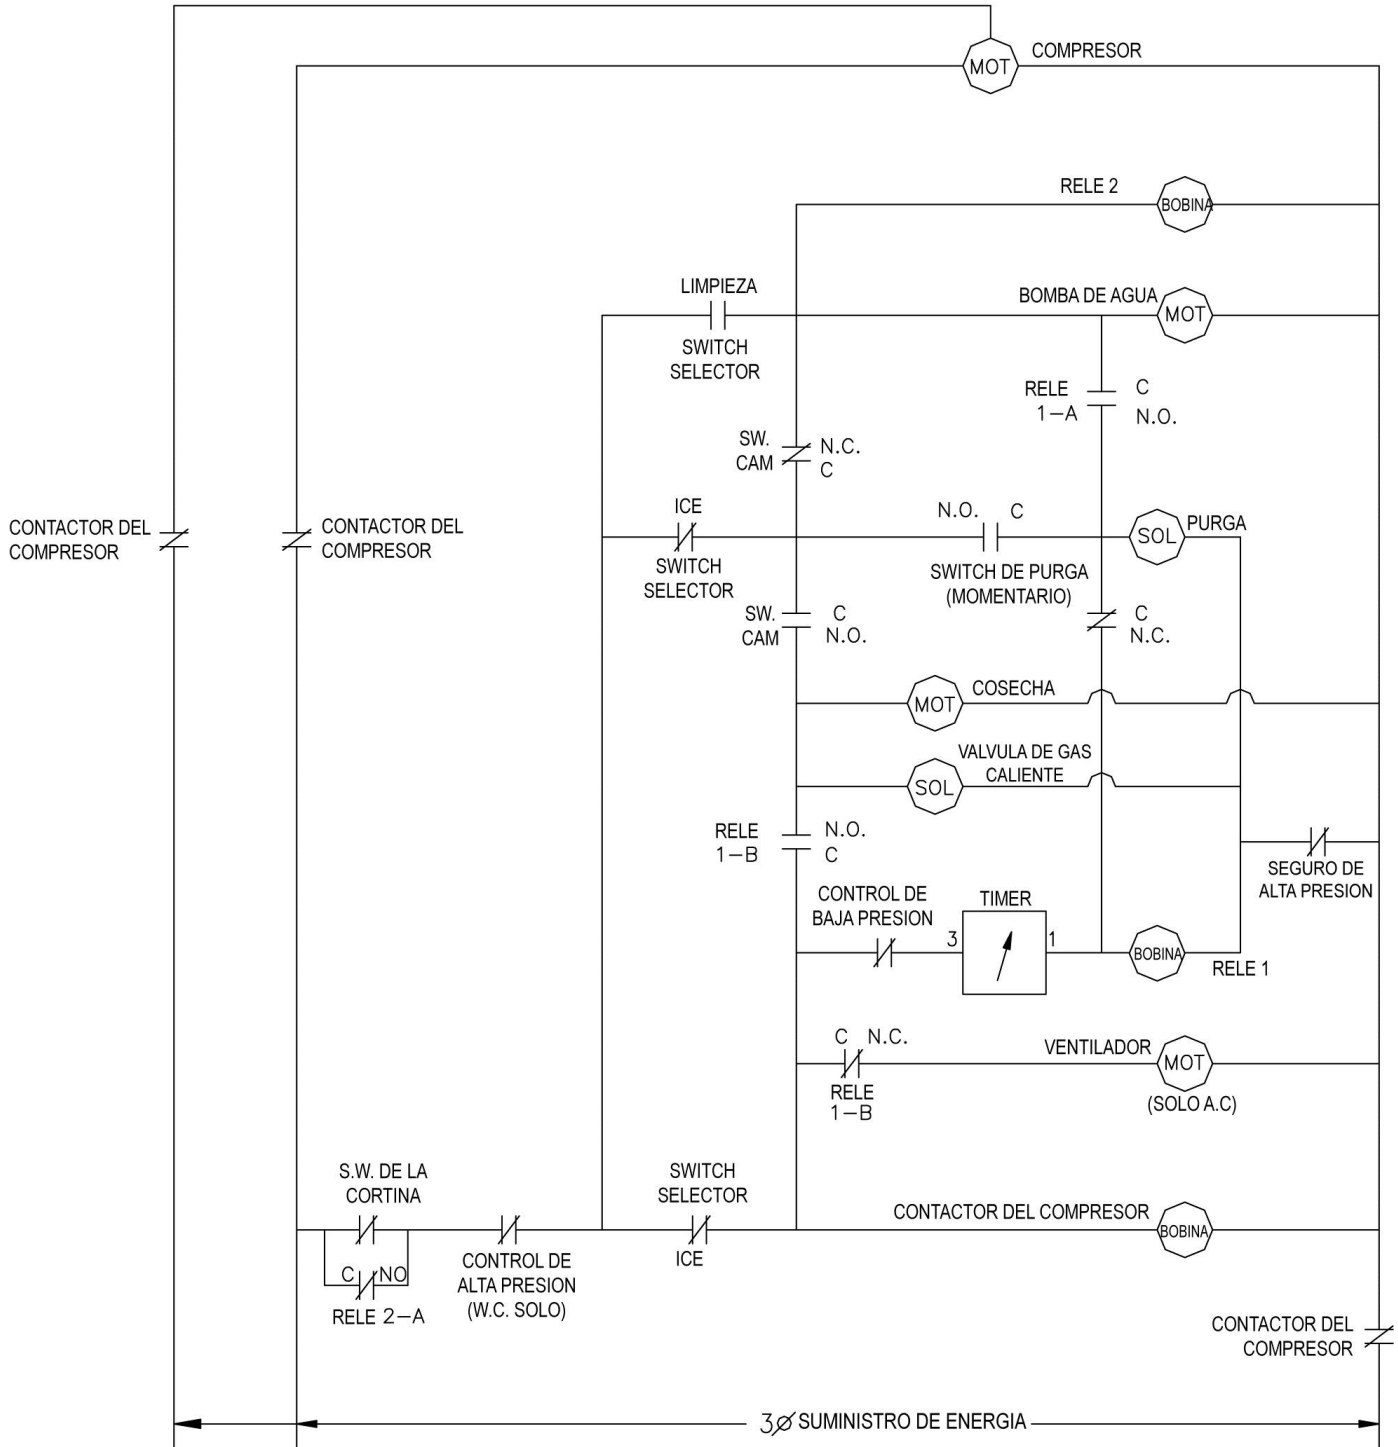 COMPRESOR
MOT
RELE 2
BOBINA
LIMPIEZA
SWITCH
SELECTOR
BOMBA DE AGUA
MOT
RELE
1-A
C
N.O.
SW.
CAM
N.C.
C
CONTACTOR DEL
COMPRESOR
CONTACTOR DEL
COMPRESOR
ICE
SWITCH
SELECTOR
N.O. C
SWITCH DE PURGA
(MOMENTARIO)
SOL
PURGA
SW.
CAM
C
N.O.
C
N.C.
MOT
COSECHA
VALVULA DE GAS
CALIENTE
SOL
RELE
1-B
N.O.
C
SEGURO DE
ALTA PRESION
CONTROL DE
BAJA PRESION
TIMER
3
1
BOBINA
RELE 1
C N.C.
RELE
1-B
VENTILADOR
MOT
(SOLO A.C)
S.W. DE LA
CORTINA
C NO
RELE 2-A
CONTROL DE
ALTA PRESION
(W.C. SOLO)
SWITCH
SELECTOR
ICE
CONTACTOR DEL COMPRESOR
BOBINA
CONTACTOR DEL
COMPRESOR
3∅ SUMINISTRO DE ENERGIA